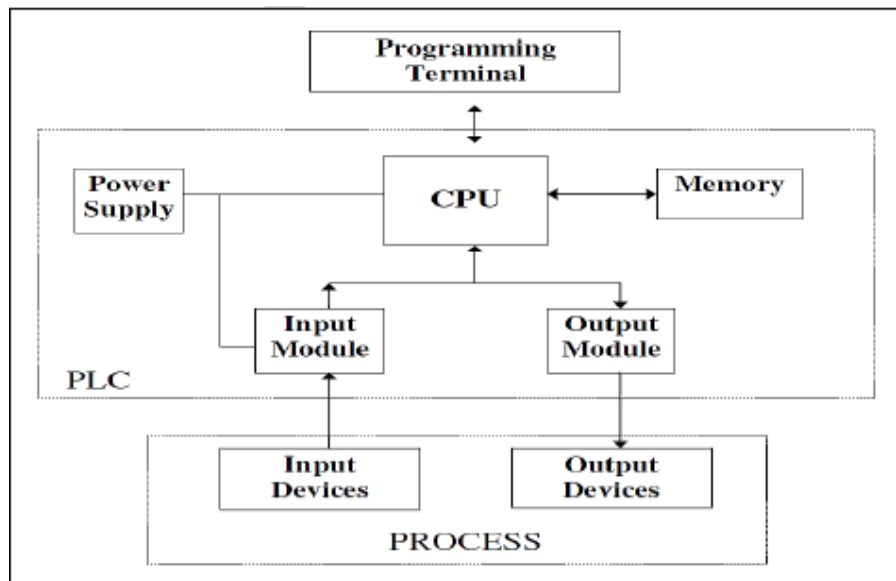 Programming
Terminal
Power
Supply
CPU
Memory
Input
Module
Output
Module
PLC
Input
Devices
Output
Devices
PROCESS